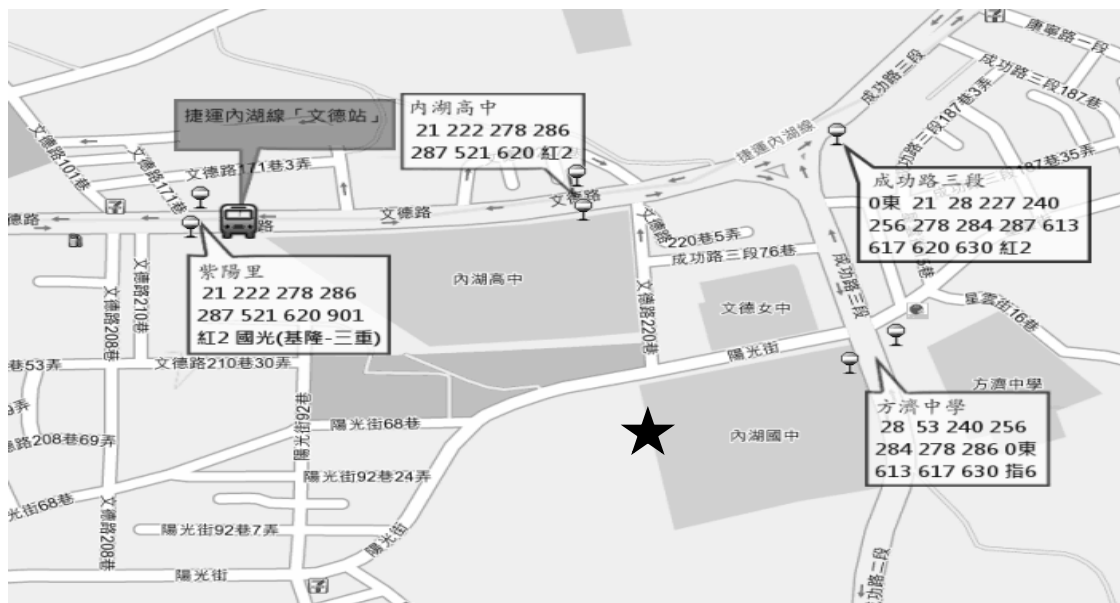 康寧路一段
成功路三段
成功路三段187巷
成功路三段187巷3弄
捷運內湖線「文德站」
內湖高中
21 222 278 286
287 521 620 紅2
捷運內湖線
文德路101巷
文德路171巷
文德路171巷3弄
成功路三段
0東 21 28 227 240
256 278 284 287 613
617 620 630 紅2
文德路
文德路
德路
路
文德路
220巷5弄
成功路三段76巷
成功路三段
紫陽里
21 222 278 286
287 521 620 901
紅2 國光(基隆-三重)
內湖高中
文德女中
星雲街16巷
文德路208巷
文德路210巷
文德路220巷
陽光街
巷53弄
文德路210巷30弄
方濟中學
方濟中學
28 53 240 256
284 278 286 0東
613 617 630 指6
陽光街68巷
陽光街92巷
內湖國中
路208巷69弄
陽光街92巷24弄
光街68巷
文德路208巷
陽光街92巷7弄
陽光街
陽光街
成功路二段